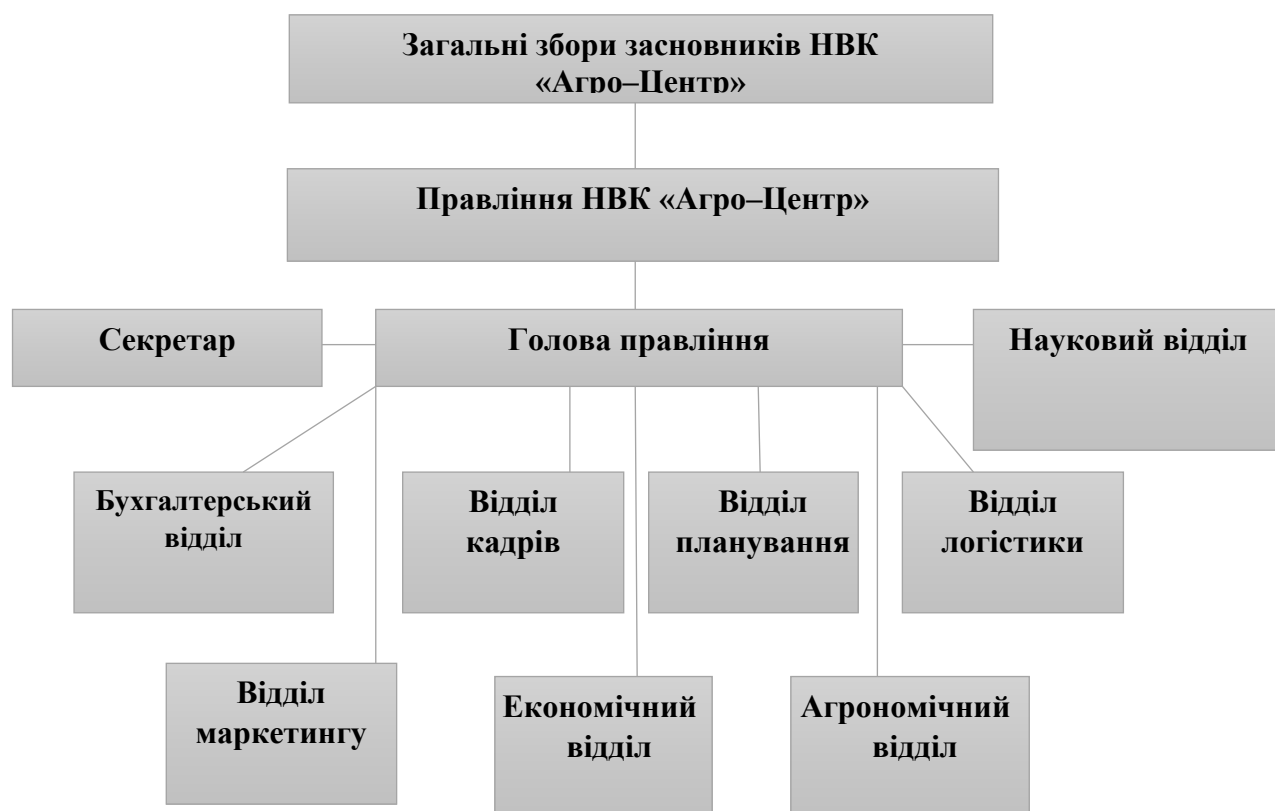 Загальні збори засновників НВК
«Агро–Центр»
Правління НВК «Агро–Центр»
Секретар
Голова правління
Науковий відділ
Бухгалтерський
відділ
Відділ
кадрів
Відділ
планування
Відділ
логістики
Відділ
маркетингу
Економічний
відділ
Агрономічний
відділ